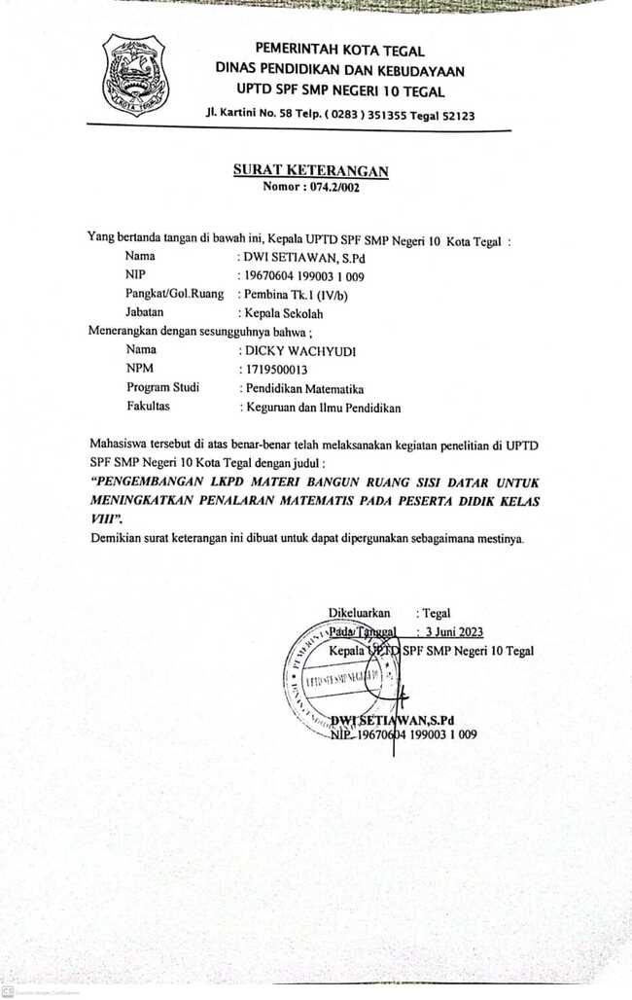 PEMERINTAH KOTA TEGAL
DINAS PENDIDIKAN DAN KEBUDAYAAN
UPTD SPF SMP NEGERI 10 TEGAL
Jl. Kartini No. 58 Telp. ( 0283 ) 351355 Tegal 52123
KOTA TEGAL
SURAT KETERANGAN
Nomor : 074.2/002
Yang bertanda tangan di bawah ini, Kepala UPTD SPF SMP Negeri 10 Kota Tegal :
Nama : DWI SETIAWAN, S.Pd
NIP : 19670604 199003 1 009
Pangkat/Gol.Ruang : Pembina Tk.1 (IV/b)
Jabatan : Kepala Sekolah
Menerangkan dengan sesungguhnya bahwa ;
Nama : DICKY WACHYUDI
NPM : 1719500013
Program Studi : Pendidikan Matematika
Fakultas : Keguruan dan Ilmu Pendidikan
Mahasiswa tersebut di atas benar-benar telah melaksanakan kegiatan penelitian di UPTD
SPF SMP Negeri 10 Kota Tegal dengan judul :
“PENGEMBANGAN LKPD MATERI BANGUN RUANG SISI DATAR UNTUK
MENINGKATKAN PENALARAN MATEMATIS PADA PESERTA DIDIK KELAS
VIII”.
Demikian surat keterangan ini dibuat untuk dapat dipergunakan sebagaimana mestinya.
Dikeluarkan : Tegal
Pada Tanggal : 3 Juni 2023
Kepala UPTD SPF SMP Negeri 10 Tegal
UPTD SPF SMP NEGERI 10
DWI SETIAWAN,S.Pd
NIP. 19670604 199003 1 009
CS